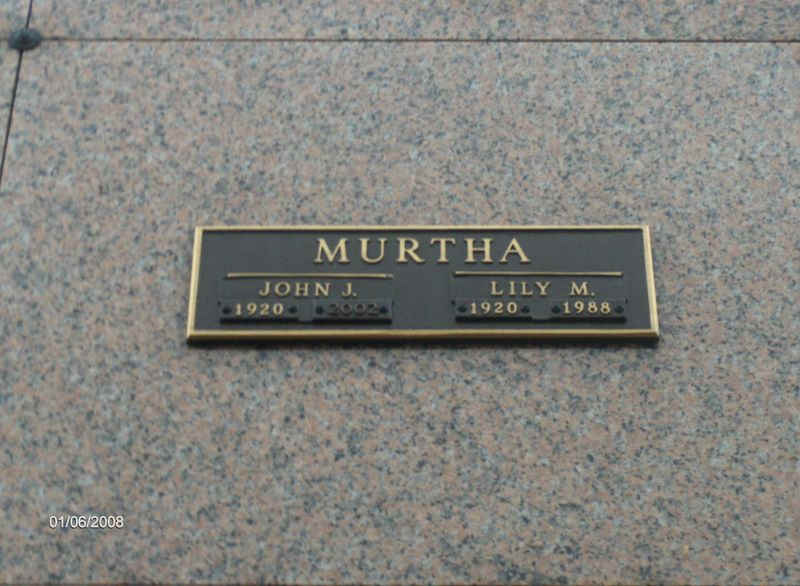 MURTHA
JOHN J. LILY M.
1920 2002 1920 1988
01/06/2008